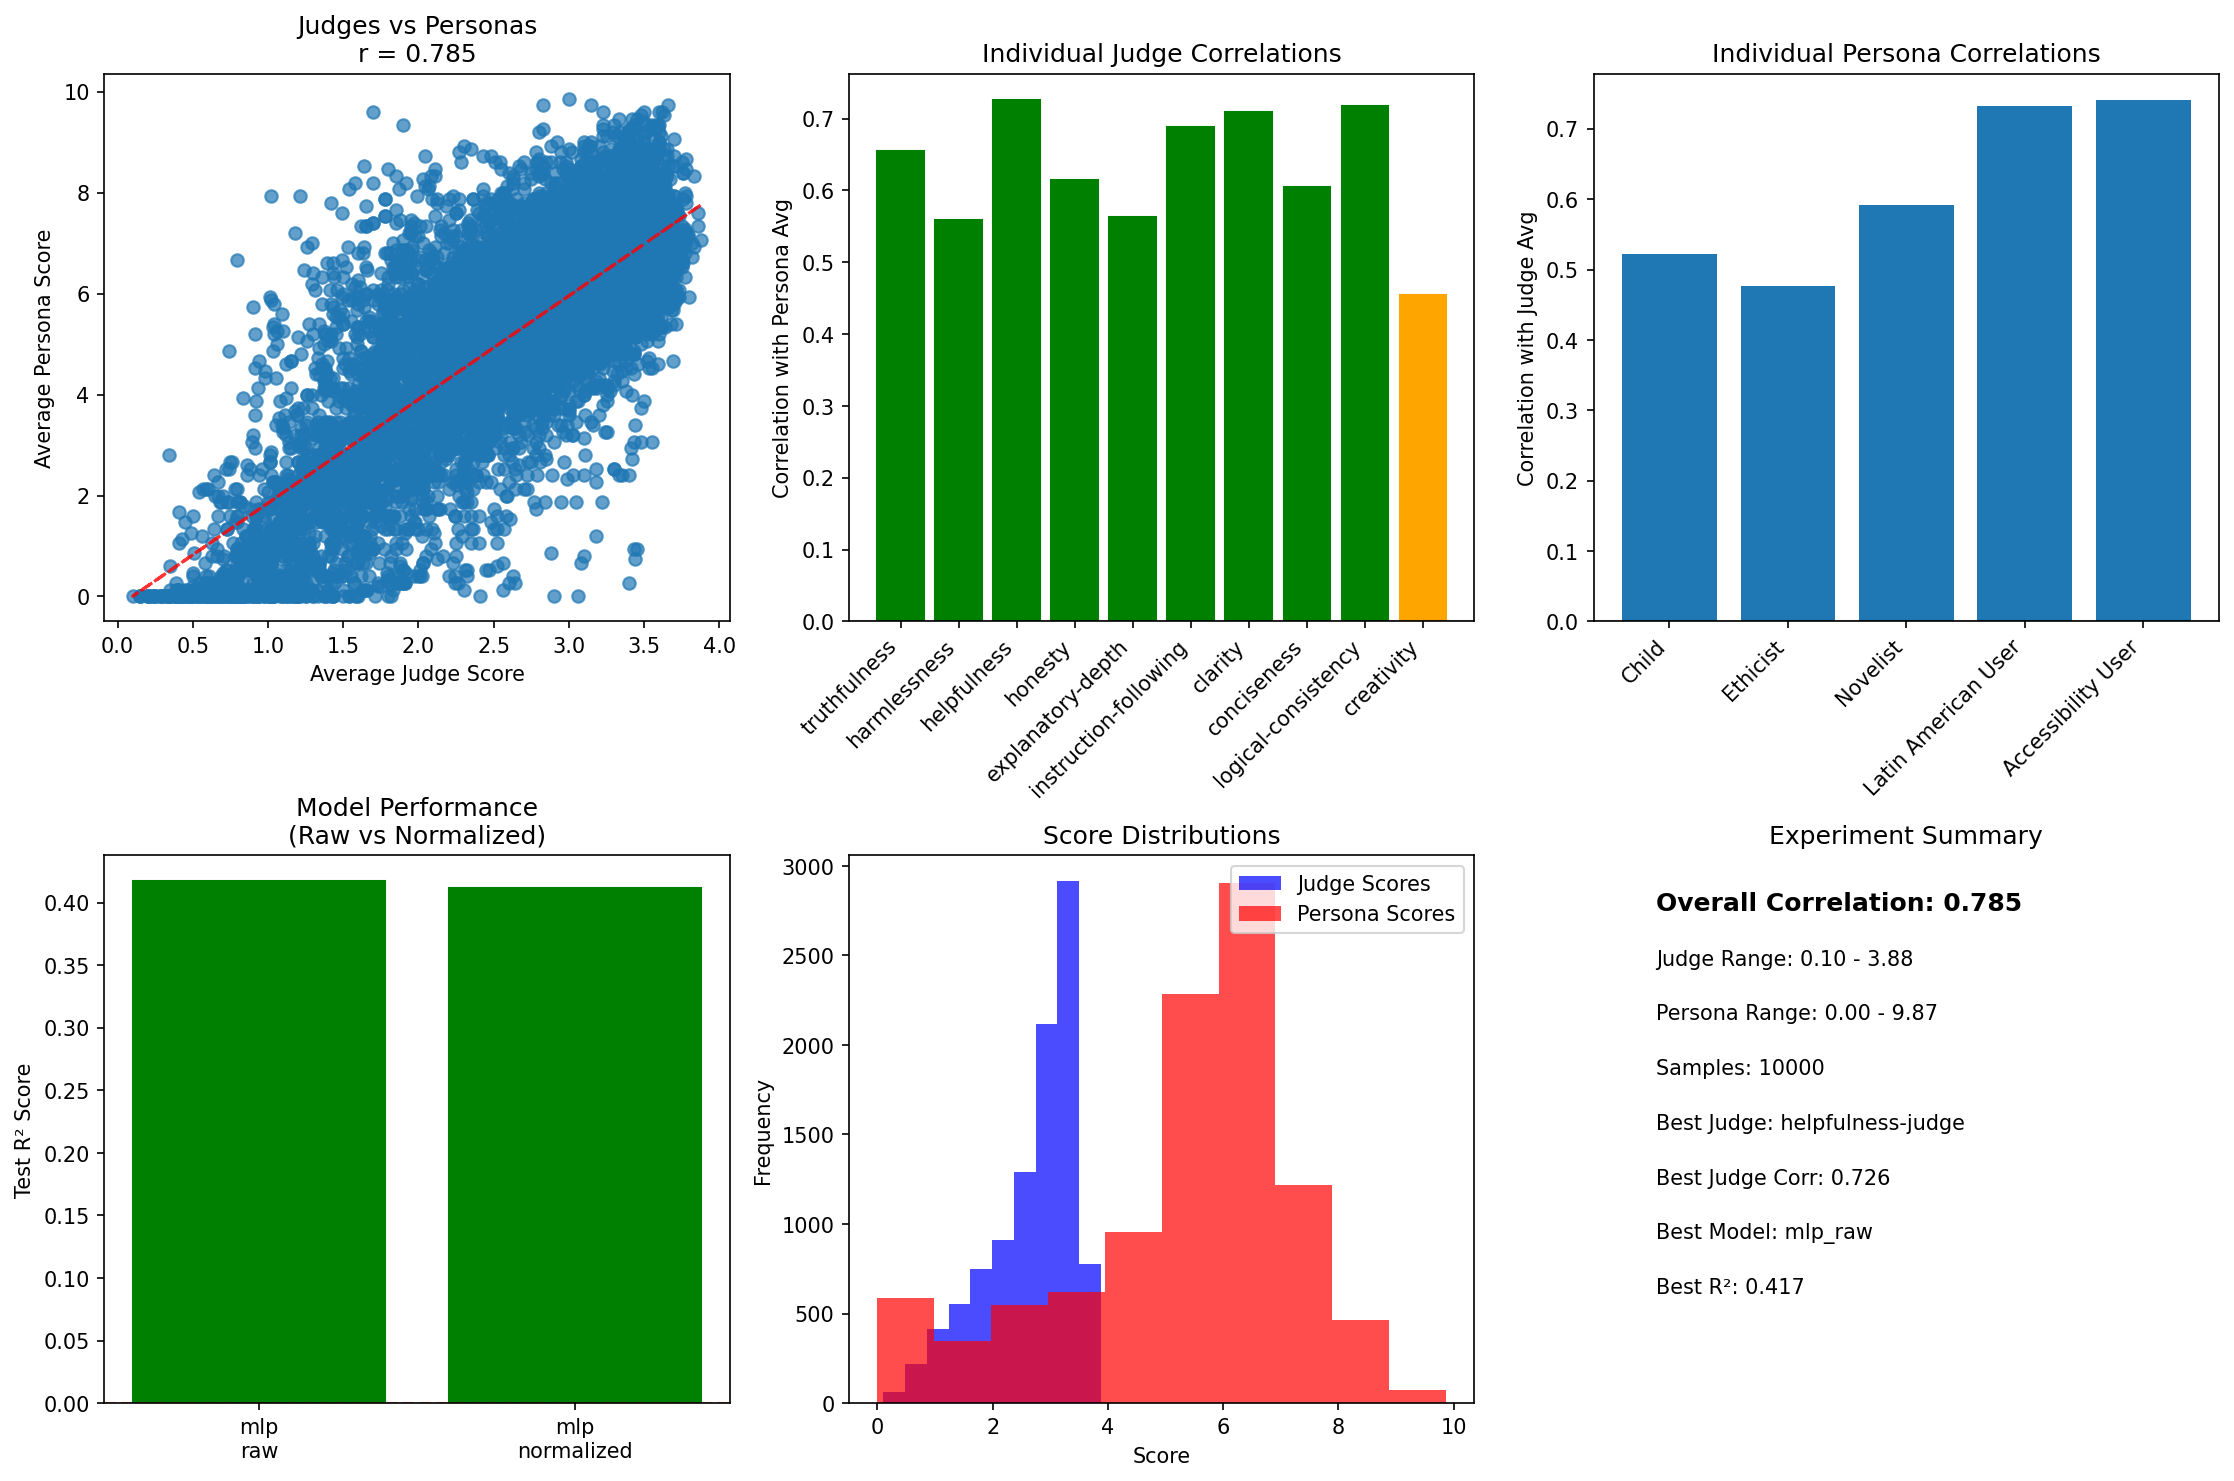 Judges vs Personas
r = 0.785
Average Persona Score
10
8
6
4
2
0
0.0 0.5 1.0 1.5 2.0 2.5 3.0 3.5 4.0
Average Judge Score
Individual Judge Correlations
Correlation with Persona Avg
0.7
0.6
0.5
0.4
0.3
0.2
0.1
0.0
truthfulness
harmlessness
helpfulness
honesty
explanatory-depth
instruction-following
clarity
conciseness
logical-consistency
creativity
Individual Persona Correlations
Correlation with Judge Avg
0.7
0.6
0.5
0.4
0.3
0.2
0.1
0.0
Child
Ethicist
Novelist
Latin American User
Accessibility User
Model Performance
(Raw vs Normalized)
Test R² Score
0.40
0.35
0.30
0.25
0.20
0.15
0.10
0.05
0.00
mlp
raw
mlp
normalized
Score Distributions
Frequency
3000
2500
2000
1500
1000
500
0
Judge Scores
Persona Scores
0 2 4 6 8 10
Score
Experiment Summary
Overall Correlation: 0.785
Judge Range: 0.10 - 3.88
Persona Range: 0.00 - 9.87
Samples: 10000
Best Judge: helpfulness-judge
Best Judge Corr: 0.726
Best Model: mlp_raw
Best R²: 0.417